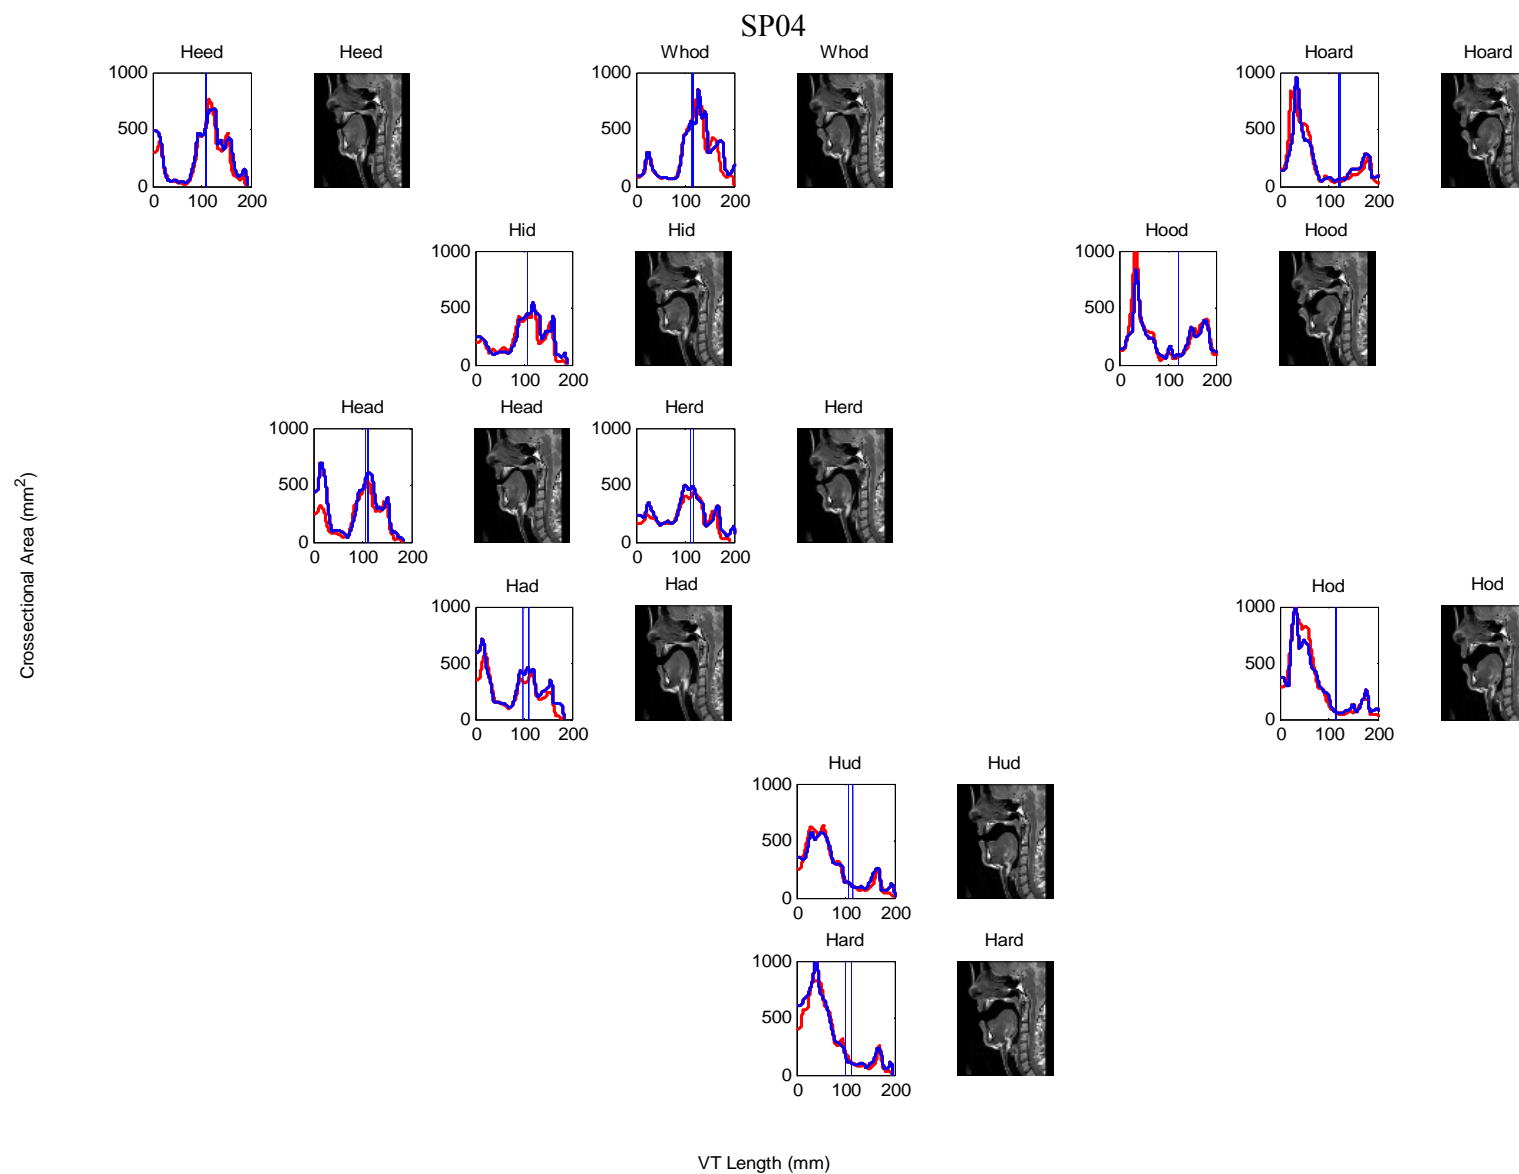 SP04
Heed Heed Whod Whod Hoard Hoard
1000 1000 1000
500 500 500
0 0 0
0 100 200 0 100 200 0 100 200
Hid Hid Hood Hood
1000 1000
500 500
0 0
0 100 200 0 100 200
Head Head Herd Herd
1000 1000
500 500
0 0
0 100 200 0 100 200
Crossectional Area (mm²)
Had Had Hod Hod
1000 1000
500 500
0 0
0 100 200 0 100 200
Hud Hud
1000
500
0
0 100 200
Hard Hard
1000
500
0
0 100 200
VT Length (mm)